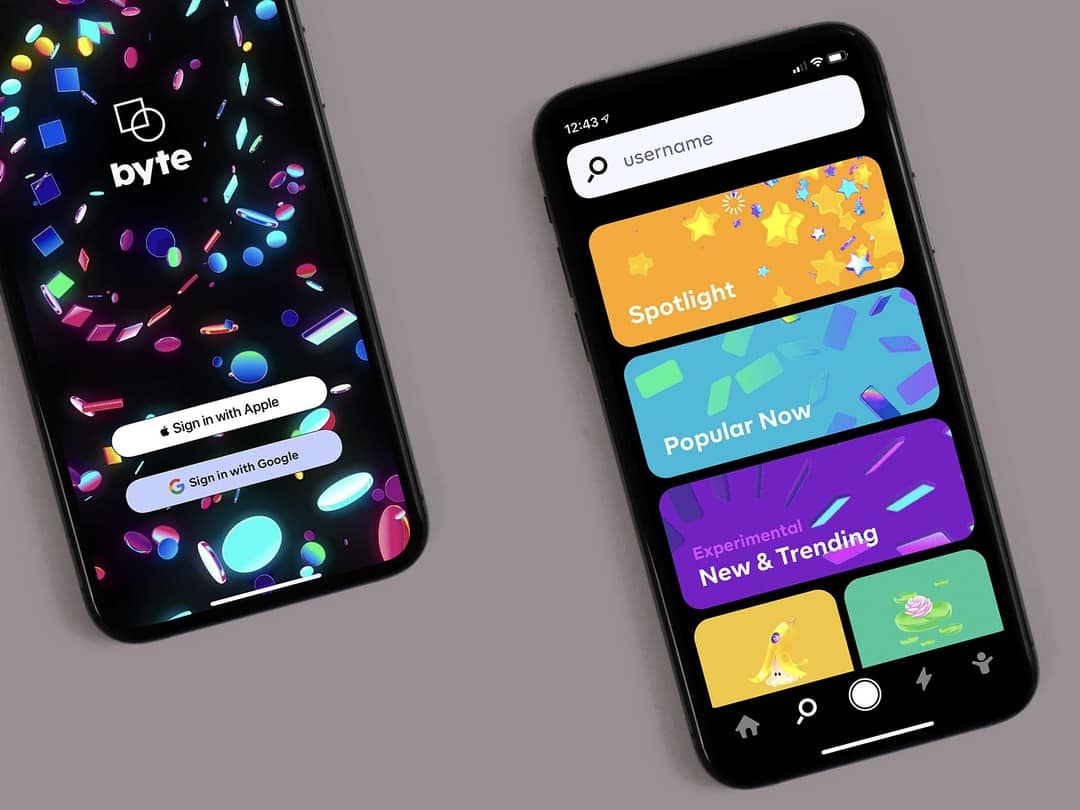 byte
Sign in with Apple
Sign in with Google
12:43
username
Spotlight
Popular Now
Experimental
New & Trending